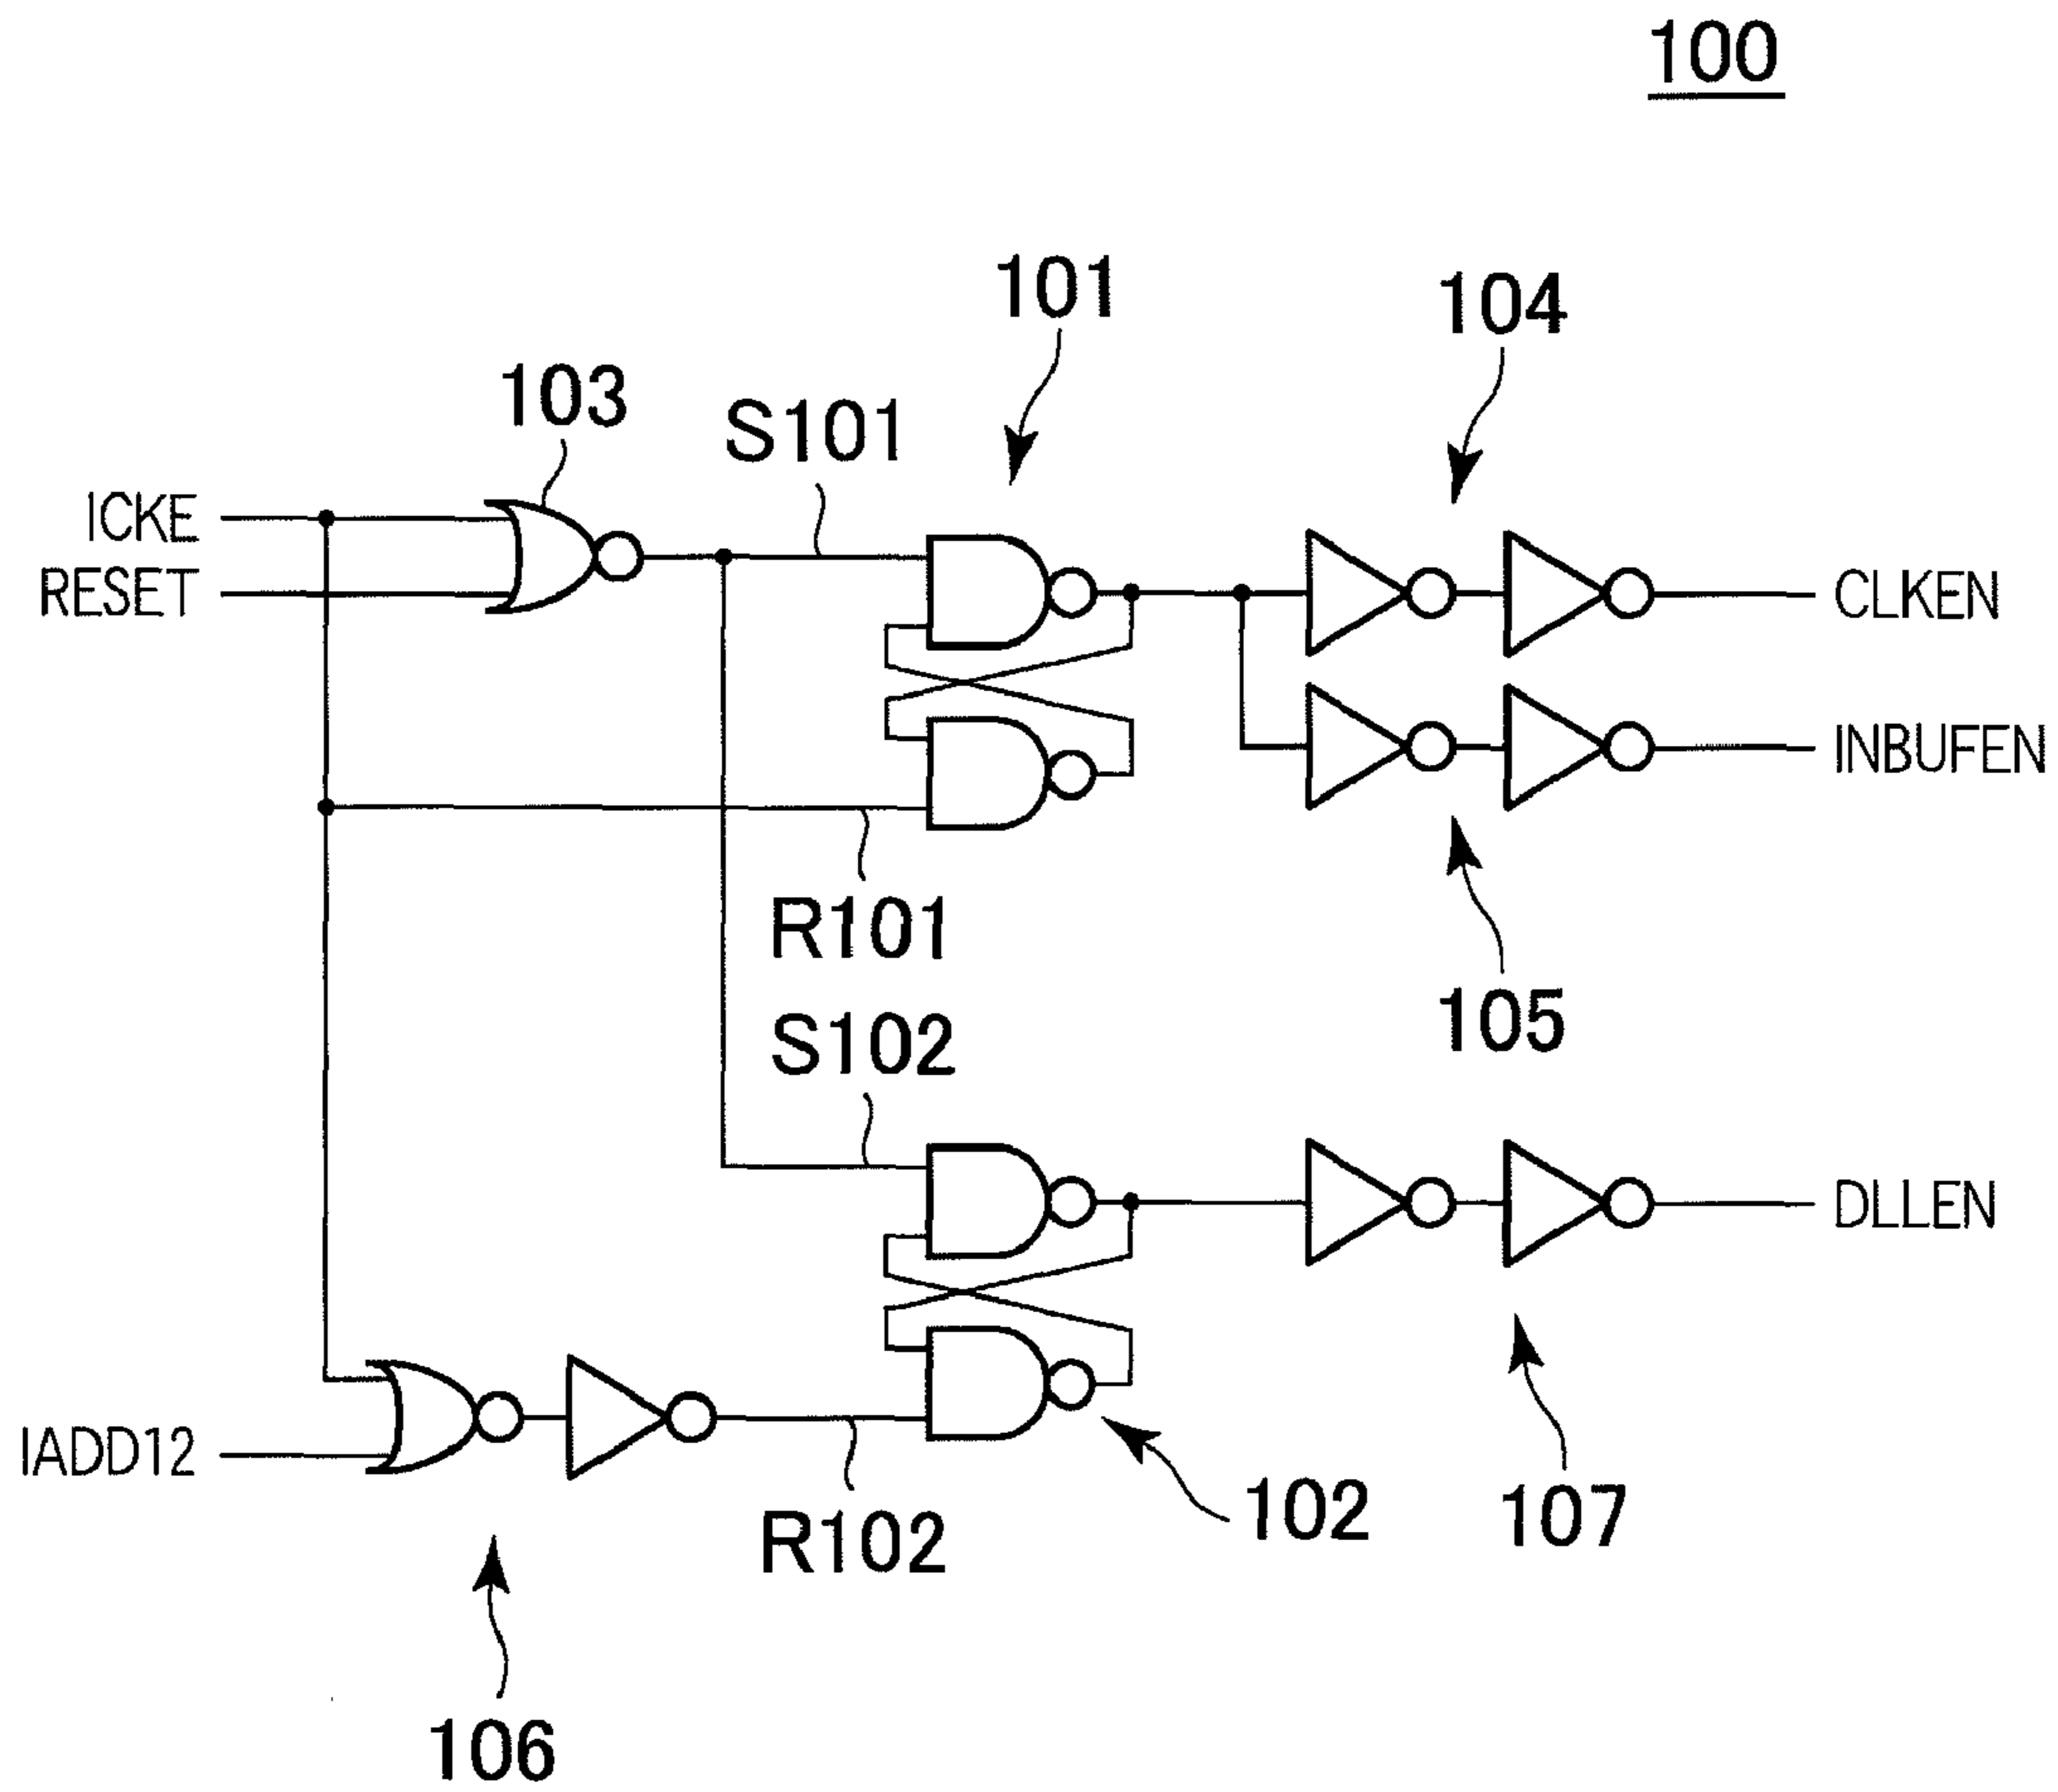 100
101
104
103
S101
ICKE
RESET
CLKEN
INBUFEN
R101
105
S102
DLLEN
IADD12
R102
102
107
106